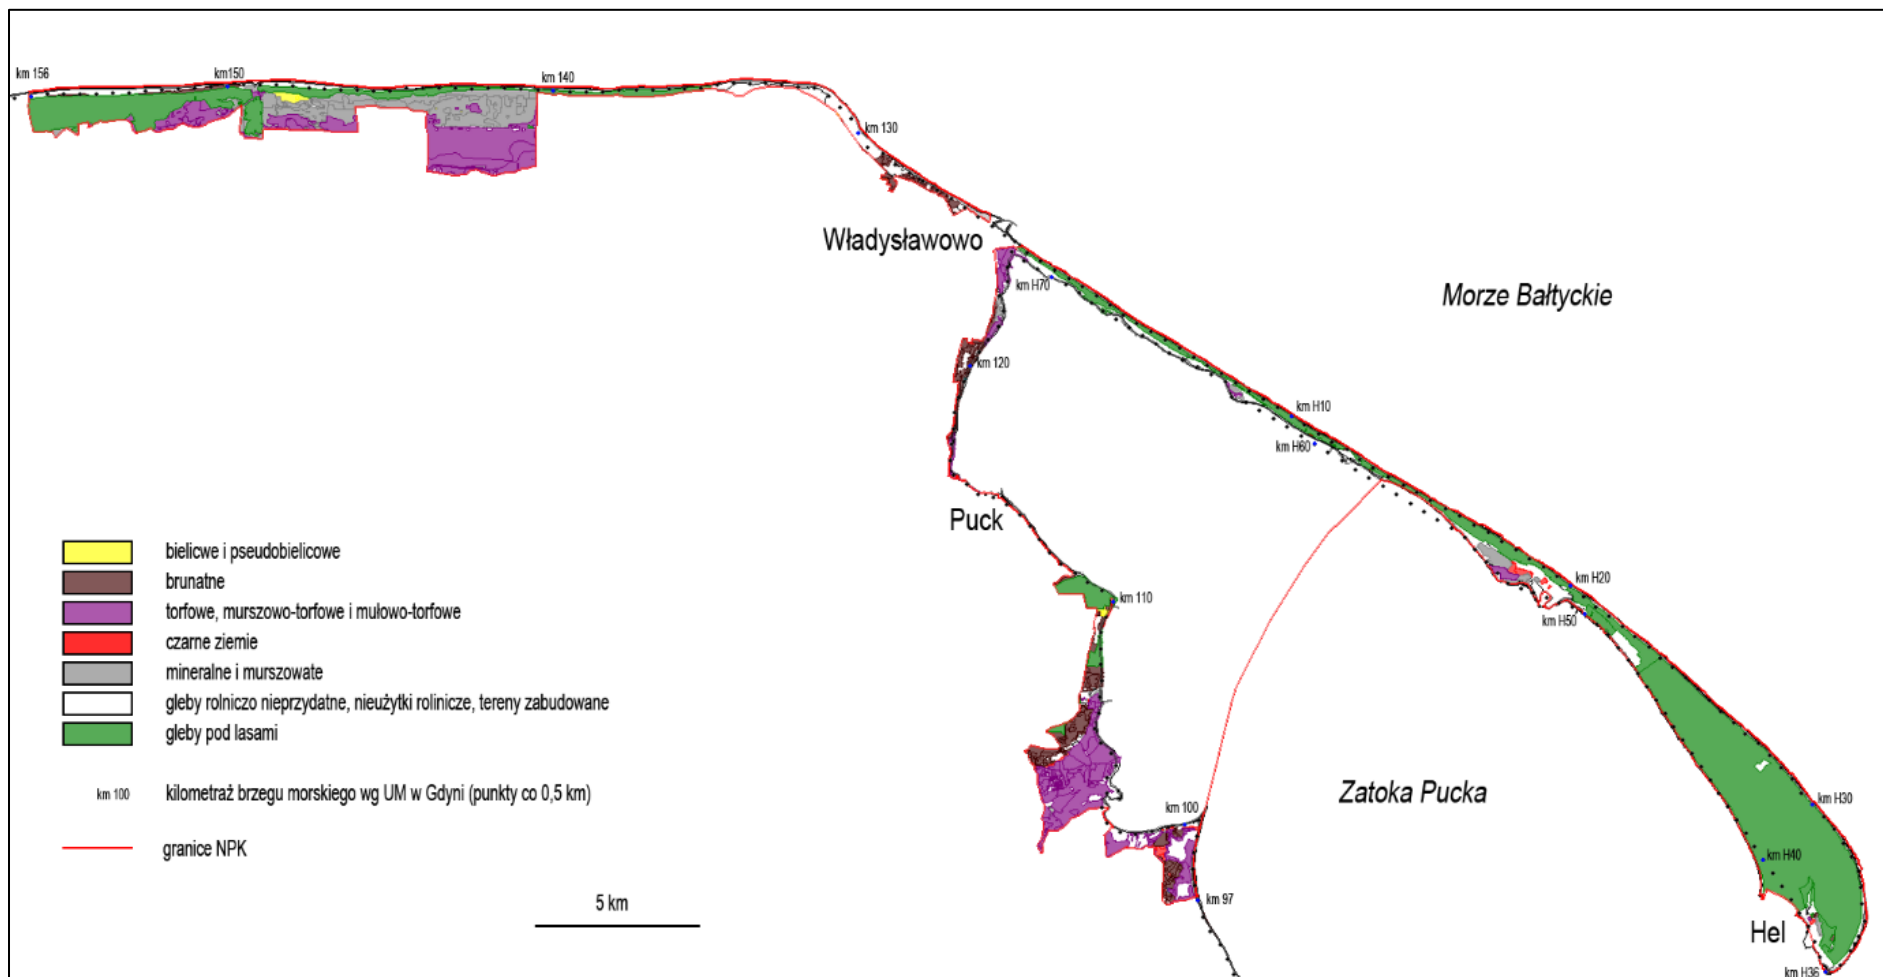 km 156
km150
km 140
km 130
Władysławowo
km H70
Morze Bałtyckie
km 120
km H10
km H60
Puck
bielicwe i pseudobielicowe
brunatne
torfowe, murszowo-torfowe i mułowo-torfowe
czarne ziemie
mineralne i murszowate
gleby rolniczo nieprzydatne, nieużytki rolinicze, tereny zabudowane
gleby pod lasami
km H20
km 110
km H50
km 100 kilometraż brzegu morskiego wg UM w Gdyni (punkty co 0,5 km)
granice NPK
Zatoka Pucka
km H30
km 100
km H40
km 97
5 km
Hel
km H36